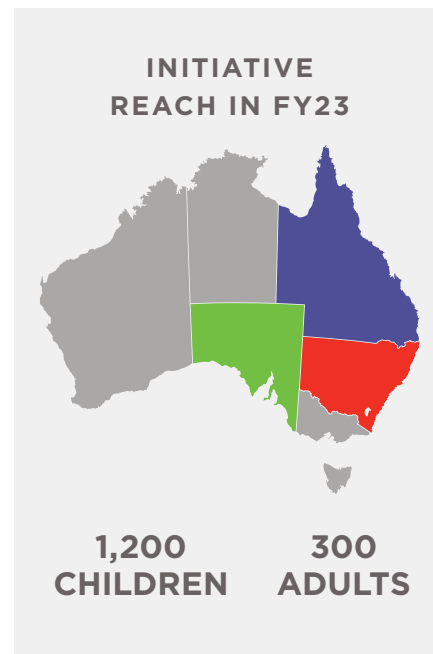 INITIATIVE
REACH IN FY23
1,200
CHILDREN
300
ADULTS